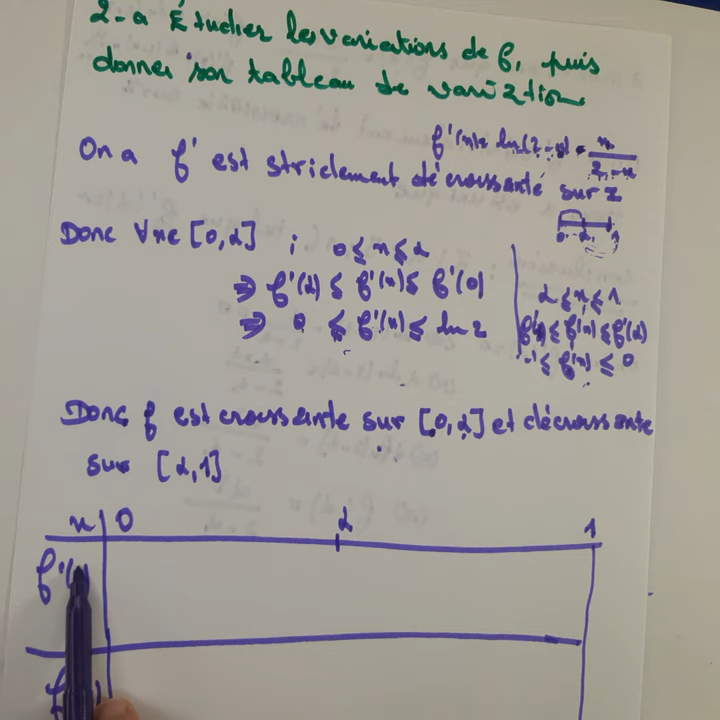 2-a Étudier les variations de f, puis
donner son tableau de variation
f'(x) = ln(2-x) - x/(2-x)
On a f' est strictement décroissante sur I
0 α 1
Donc ∀x∈[0,α] ; 0 ≤ x ≤ α
⇒ f'(α) ≤ f'(x) ≤ f'(0)
⇒ 0 ≤ f'(x) ≤ ln 2
α ≤ x ≤ 1
f'(1) ≤ f'(x) ≤ f'(α)
-1 ≤ f'(x) ≤ 0
Donc f est croissante sur [0,α] et décroissante
sur [α,1]
x 0 α 1
f'(x)